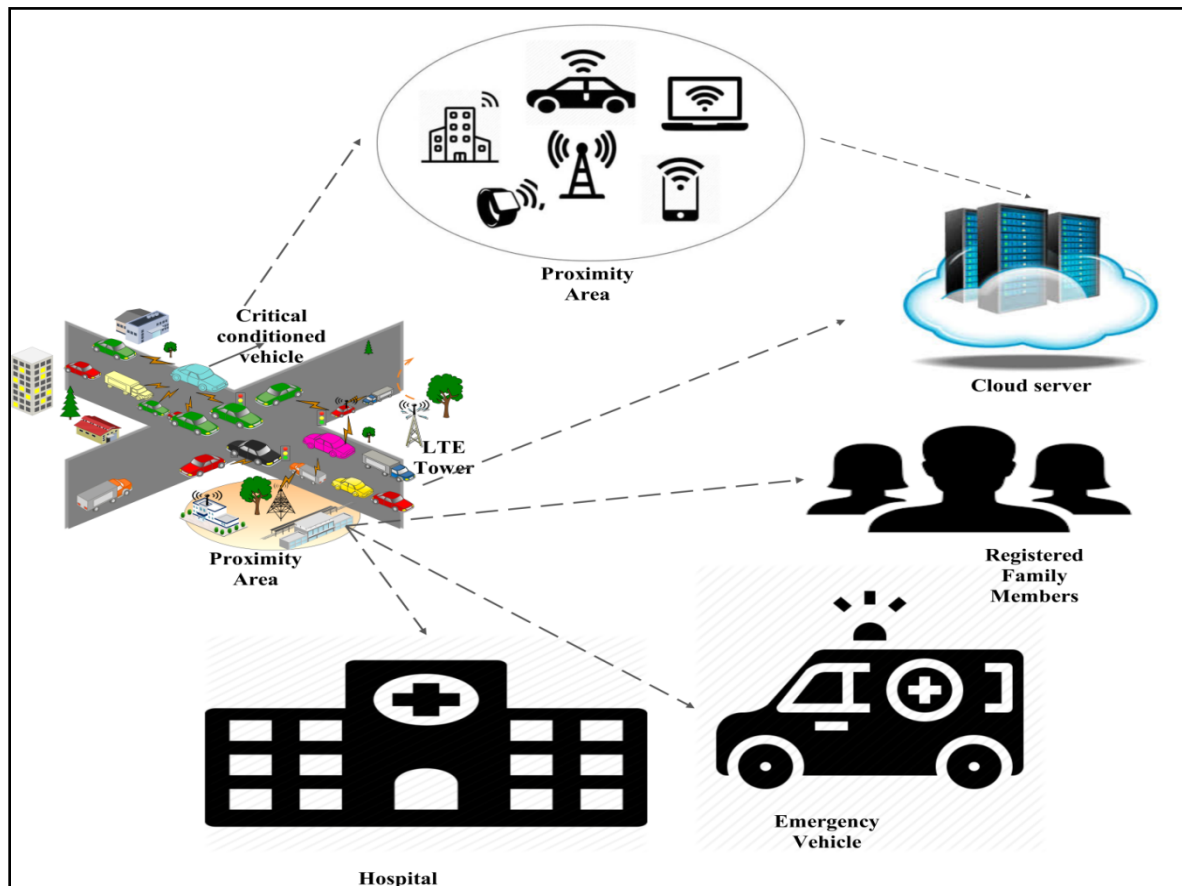 Proximity
Area
Critical
conditioned
vehicle
Cloud server
LTE
Tower
Registered
Family
Members
Proximity
Area
Emergency
Vehicle
Hospital